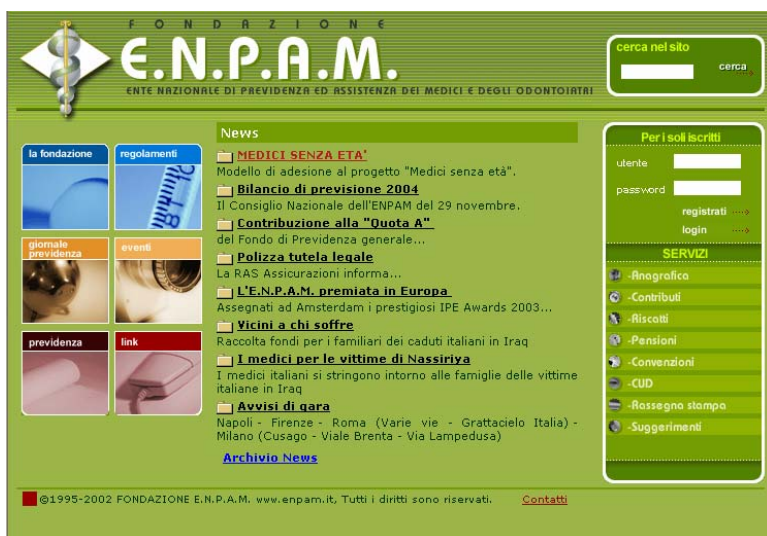 FONDAZIONE
E.N.P.A.M.
ENTE NAZIONALE DI PREVIDENZA ED ASSISTENZA DEI MEDICI E DEGLI ODONTOIATRI
cerca nel sito
cerca
la fondazione
regolamenti
giornale
previdenza
eventi
previdenza
link
News
MEDICI SENZA ETA'
Modello di adesione al progetto "Medici senza età".
Bilancio di previsione 2004
Il Consiglio Nazionale dell'ENPAM del 29 novembre.
Contribuzione alla "Quota A"
del Fondo di Previdenza generale...
Polizza tutela legale
La RAS Assicurazioni informa...
L'E.N.P.A.M. premiata in Europa
Assegnati ad Amsterdam i prestigiosi IPE Awards 2003...
Vicini a chi soffre
Raccolta fondi per i familiari dei caduti italiani in Iraq
I medici per le vittime di Nassiriya
I medici italiani si stringono intorno alle famiglie delle vittime
italiane in Iraq
Avvisi di gara
Napoli - Firenze - Roma (Varie vie - Grattacielo Italia) -
Milano (Cusago - Viale Brenta - Via Lampedusa)
Archivio News
Per i soli iscritti
utente
password
registrati
login
SERVIZI
-Anagrafica
-Contributi
-Riscatti
-Pensioni
-Convenzioni
-CUD
-Rassegna stampa
-Suggerimenti
©1995-2002 FONDAZIONE E.N.P.A.M. www.enpam.it, Tutti i diritti sono riservati. Contatti